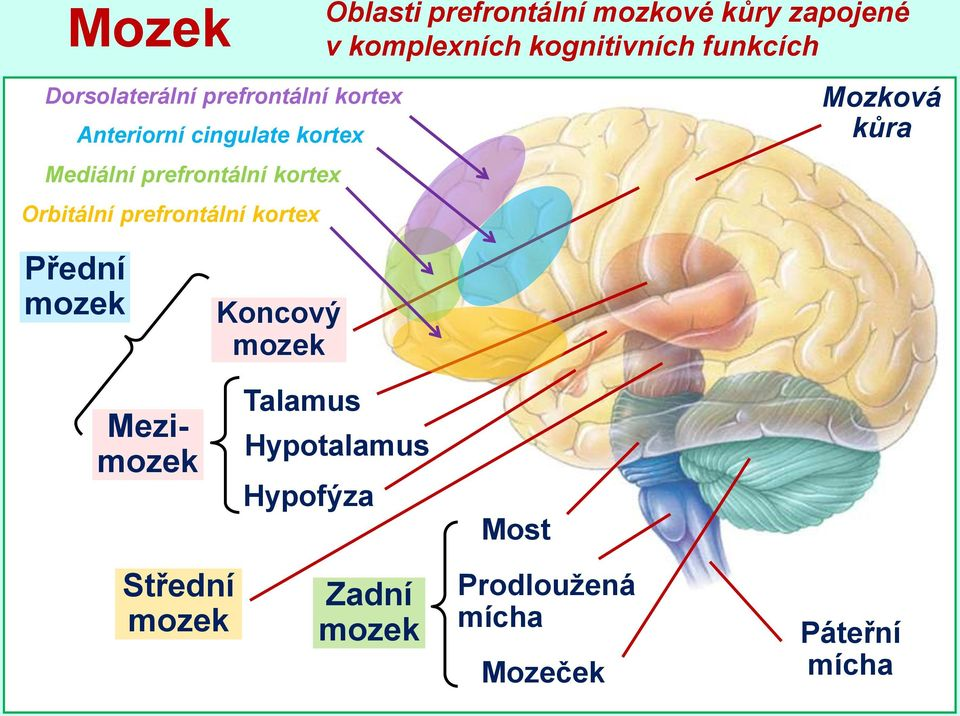 Mozek
Oblasti prefrontální mozkové kůry zapojené
v komplexních kognitivních funkcích
Dorsolaterální prefrontální kortex
Anteriorní cingulate kortex
Mediální prefrontální kortex
Orbitální prefrontální kortex
Mozková
kůra
Přední
mozek
Koncový
mozek
Mezi-
mozek
Talamus
Hypotalamus
Hypofýza
Střední
mozek
Zadní
mozek
Most
Prodloužená
mícha
Mozeček
Páteřní
mícha